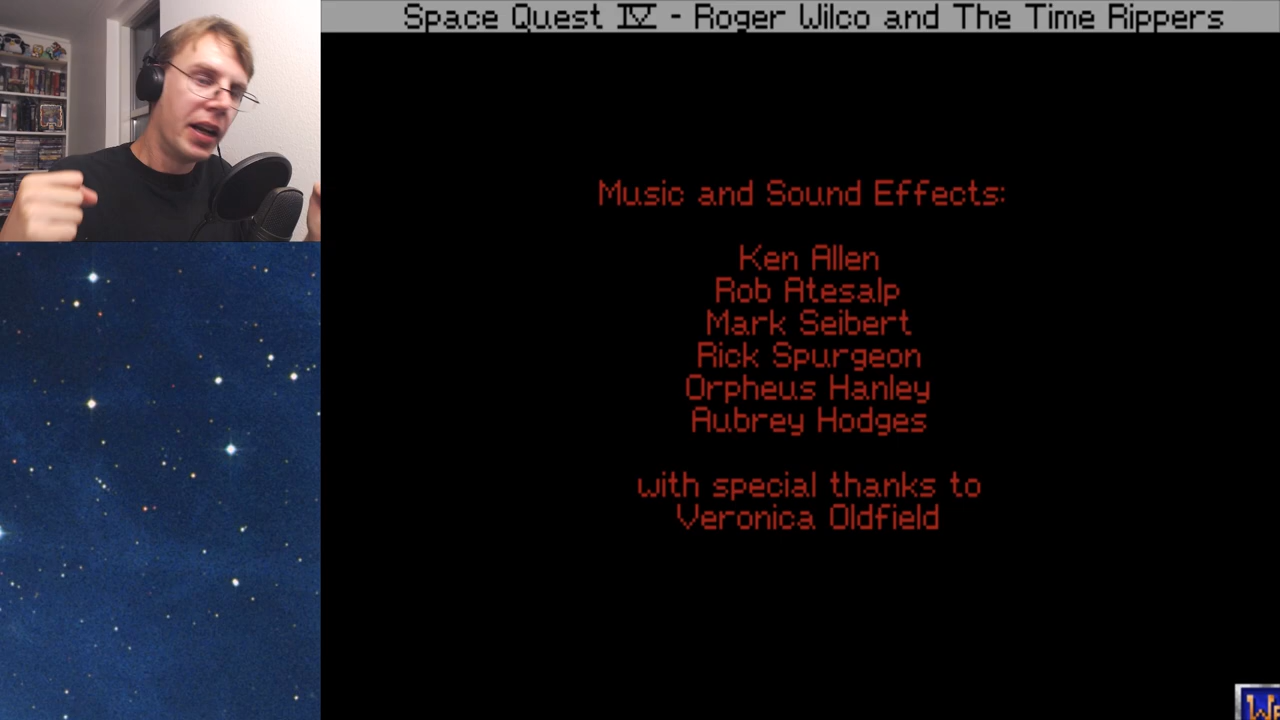 Space Quest IV - Roger Wilco and The Time Rippers
Music and Sound Effects:
Ken Allen
Rob Atesalp
Mark Seibert
Rick Spurgeon
Orpheus Hanley
Aubrey Hodges
with special thanks to
Veronica Oldfield